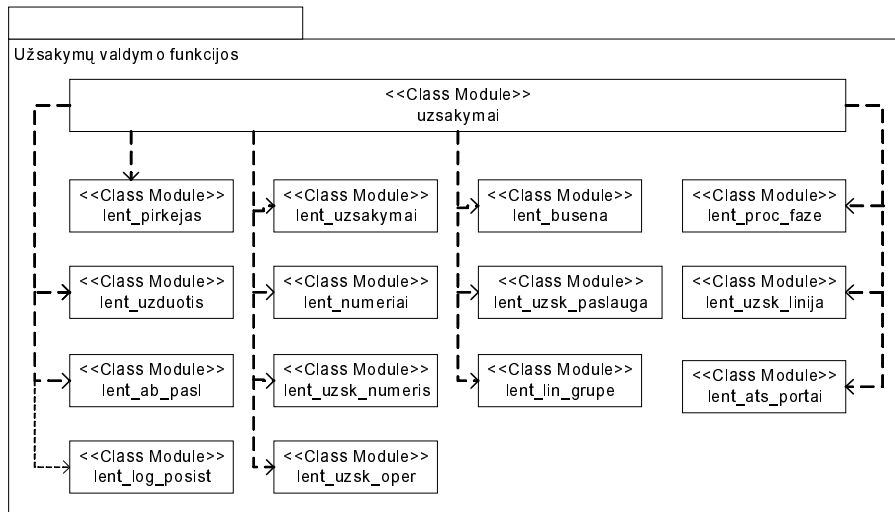 Užsakymų valdymo funkcijos
<<Class Module>>
uzsakymai
<<Class Module>>
lent_pirkejas
<<Class Module>>
lent_uzsakymai
<<Class Module>>
lent_busena
<<Class Module>>
lent_proc_faze
<<Class Module>>
lent_uzduotis
<<Class Module>>
lent_numeriai
<<Class Module>>
lent_uzsk_paslauga
<<Class Module>>
lent_uzsk_linija
<<Class Module>>
lent_ab_pasl
<<Class Module>>
lent_uzsk_numeris
<<Class Module>>
lent_lin_grupe
<<Class Module>>
lent_ats_portai
<<Class Module>>
lent_log_posist
<<Class Module>>
lent_uzsk_oper